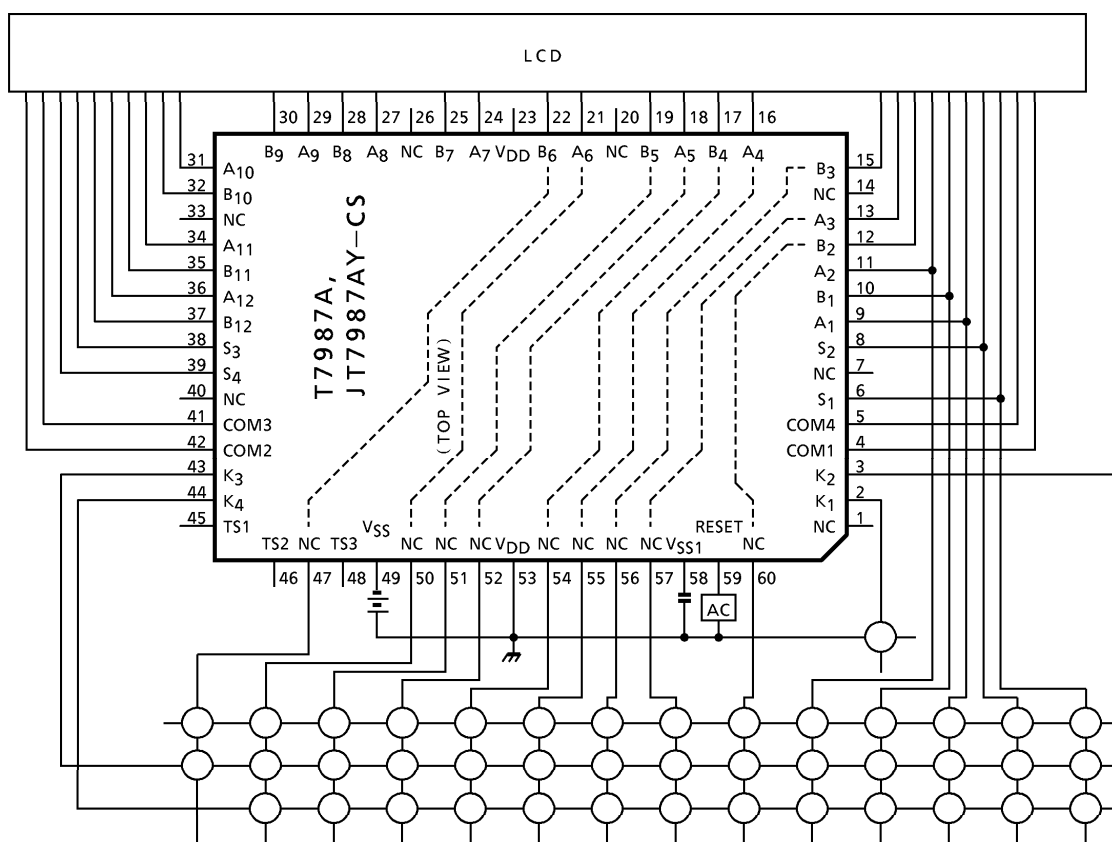 LCD
30 29 28 27 26 25 24 23 22 21 20 19 18 17 16
B9 A9 B8 A8 NC B7 A7 VDD B6 A6 NC B5 A5 B4 A4
31 A10
32 B10
33 NC
34 A11
35 B11
36 A12
37 B12
38 S3
39 S4
40 NC
41 COM3
42 COM2
43 K3
44 K4
45 TS1
T7987A,
JT7987AY-CS
(TOP VIEW)
B3 15
NC 14
A3 13
B2 12
A2 11
B1 10
A1 9
S2 8
NC 7
S1 6
COM4 5
COM1 4
K2 3
K1 2
NC 1
TS2 NC TS3 VSS NC NC NC VDD NC NC NC NC VSS1 RESET NC
46 47 48 49 50 51 52 53 54 55 56 57 58 59 60
AC